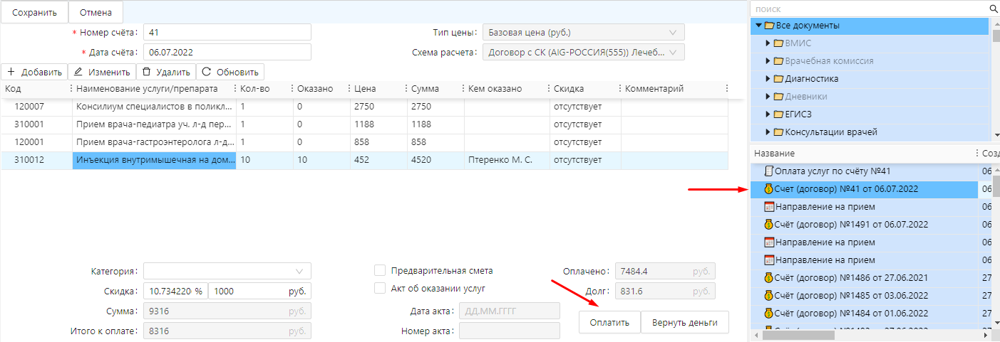 Сохранить Отмена
* Номер счёта: 41 Тип цены: Базовая цена (руб.)
* Дата счёта: 06.07.2022 Схема расчета: Договор с СК (AIG-РОССИЯ(555)) Лечеб...
Добавить Изменить Удалить Обновить
Код Наименование услуги/препарата Кол-во Оказано Цена Сумма Кем оказано Скидка Комментарий
120007 Консилиум специалистов в поликл... 1 0 2750 2750 отсутствует
310001 Прием врача-педиатра уч. л-д пер... 1 0 1188 1188 отсутствует
120001 Прием врача-гастроэнтеролога л-д... 1 0 858 858 отсутствует
310012 Инъекция внутримышечная на дом... 10 10 452 4520 Птеренко М. С. отсутствует
Категория: Предварительная смета Оплачено: 7484.4 руб.
Скидка: 10.734220 % 1000 руб. Акт об оказании услуг Долг: 831.6 руб.
Сумма: 9316 руб. Дата акта: ДД.ММ.ГГГГ
Итого к оплате: 8316 руб. Номер акта: Оплатить Вернуть деньги
поиск
Все документы
ВМИС
Врачебная комиссия
Диагностика
Дневники
ЕГИСЗ
Консультации врачей
Название Созд
Оплата услуг по счёту №41 06
Счет (договор) №41 от 06.07.2022 06
Направление на прием 06
Счёт (договор) №1491 от 06.07.2022 06
Направление на прием 06
Направление на прием 06
Счёт (договор) №1486 от 27.06.2021 27
Счёт (договор) №1485 от 03.06.2022 03
Счёт (договор) №1484 от 01.06.2022 01